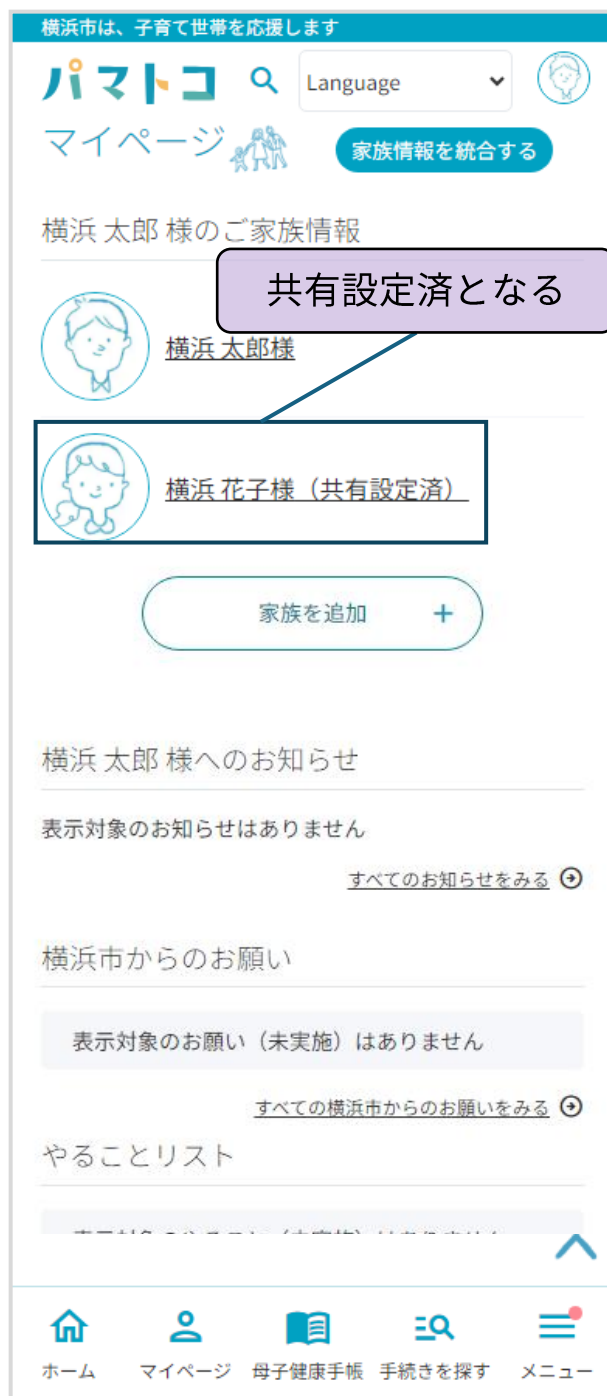 横浜市は、子育て世帯を応援します
パマトコ
Language
マイページ
家族情報を統合する
横浜 太郎 様のご家族情報
共有設定済となる
横浜 太郎様
横浜 花子様（共有設定済）
家族を追加 +
横浜 太郎 様へのお知らせ
表示対象のお知らせはありません
すべてのお知らせをみる
横浜市からのお願い
表示対象のお願い（未実施）はありません
すべての横浜市からのお願いをみる
やることリスト
ホーム
マイページ
母子健康手帳
手続きを探す
メニュー